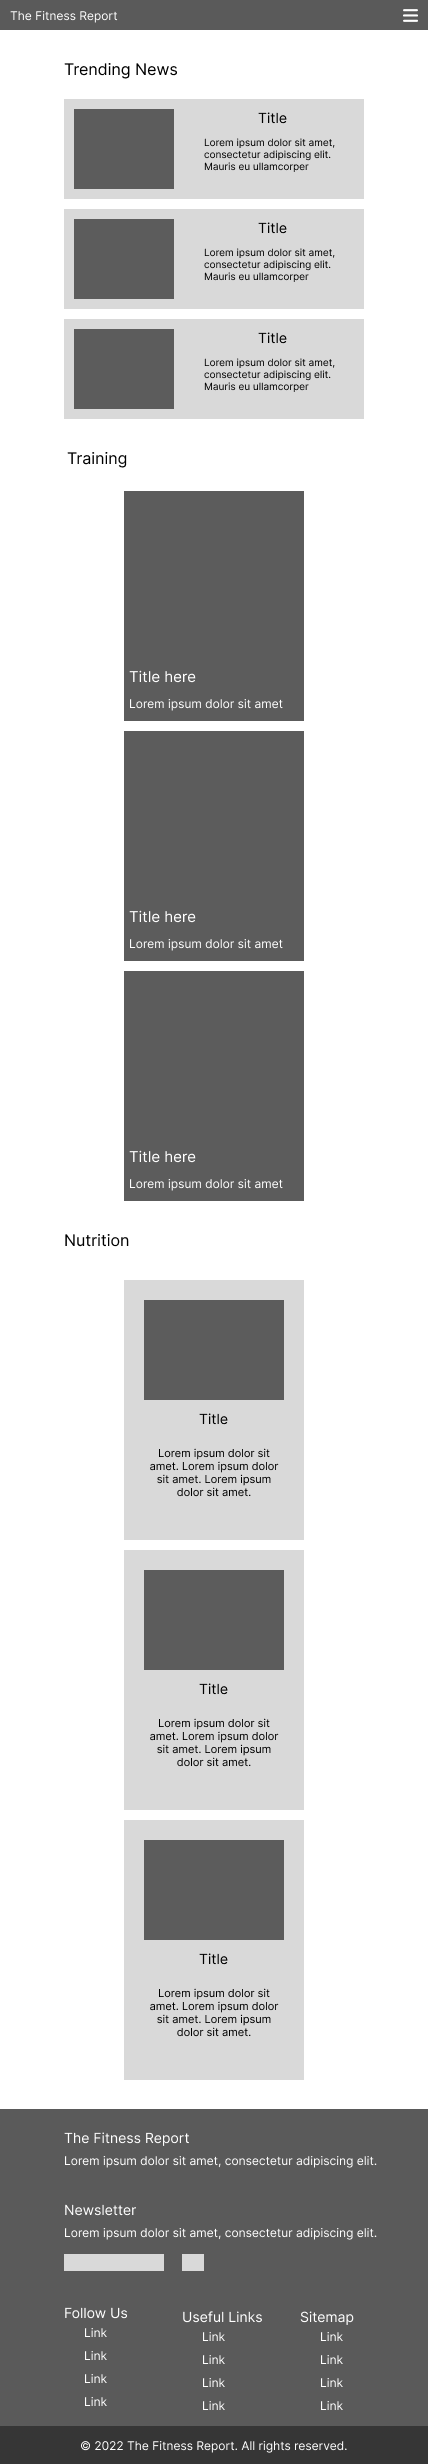 The Fitness Report
Trending News
Title
Lorem ipsum dolor sit amet,
consectetur adipiscing elit.
Mauris eu ullamcorper
Title
Lorem ipsum dolor sit amet,
consectetur adipiscing elit.
Mauris eu ullamcorper
Title
Lorem ipsum dolor sit amet,
consectetur adipiscing elit.
Mauris eu ullamcorper
Training
Title here
Lorem ipsum dolor sit amet
Title here
Lorem ipsum dolor sit amet
Title here
Lorem ipsum dolor sit amet
Nutrition
Title
Lorem ipsum dolor sit
amet. Lorem ipsum dolor
sit amet. Lorem ipsum
dolor sit amet.
Title
Lorem ipsum dolor sit
amet. Lorem ipsum dolor
sit amet. Lorem ipsum
dolor sit amet.
Title
Lorem ipsum dolor sit
amet. Lorem ipsum dolor
sit amet. Lorem ipsum
dolor sit amet.
The Fitness Report
Lorem ipsum dolor sit amet, consectetur adipiscing elit.
Newsletter
Lorem ipsum dolor sit amet, consectetur adipiscing elit.
Follow Us
Link
Link
Link
Link
Useful Links
Link
Link
Link
Link
Sitemap
Link
Link
Link
Link
© 2022 The Fitness Report. All rights reserved.